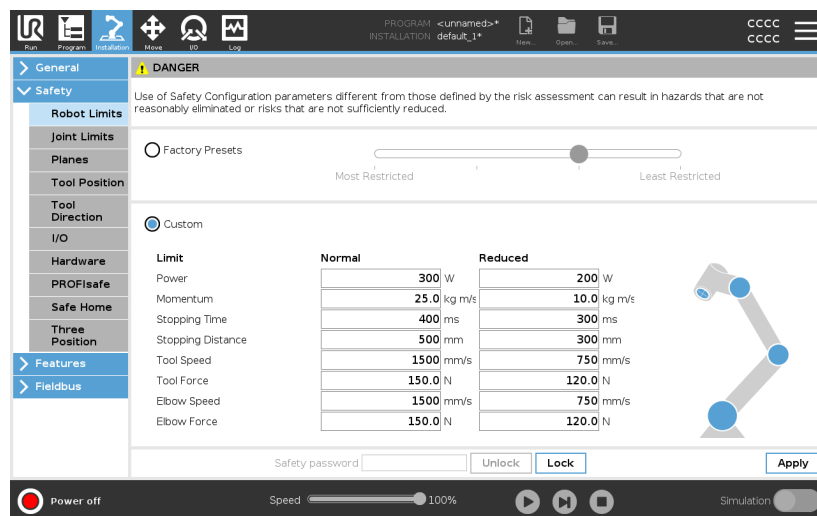 PROGRAM <unnamed>*
INSTALLATION default_1*
New... Open... Save...
CCCC
CCCC
Run Program Installation Move I/O Log
General
Safety
Robot Limits
Joint Limits
Planes
Tool Position
Tool
Direction
I/O
Hardware
PROFIsafe
Safe Home
Three
Position
Features
Fieldbus
DANGER
Use of Safety Configuration parameters different from those defined by the risk assessment can result in hazards that are not
reasonably eliminated or risks that are not sufficiently reduced.
Factory Presets
Most Restricted Least Restricted
Custom
Limit Normal Reduced
Power 300 W 200 W
Momentum 25.0 kg m/s 10.0 kg m/s
Stopping Time 400 ms 300 ms
Stopping Distance 500 mm 300 mm
Tool Speed 1500 mm/s 750 mm/s
Tool Force 150.0 N 120.0 N
Elbow Speed 1500 mm/s 750 mm/s
Elbow Force 150.0 N 120.0 N
Safety password Unlock Lock Apply
Power off Speed 100% Simulation